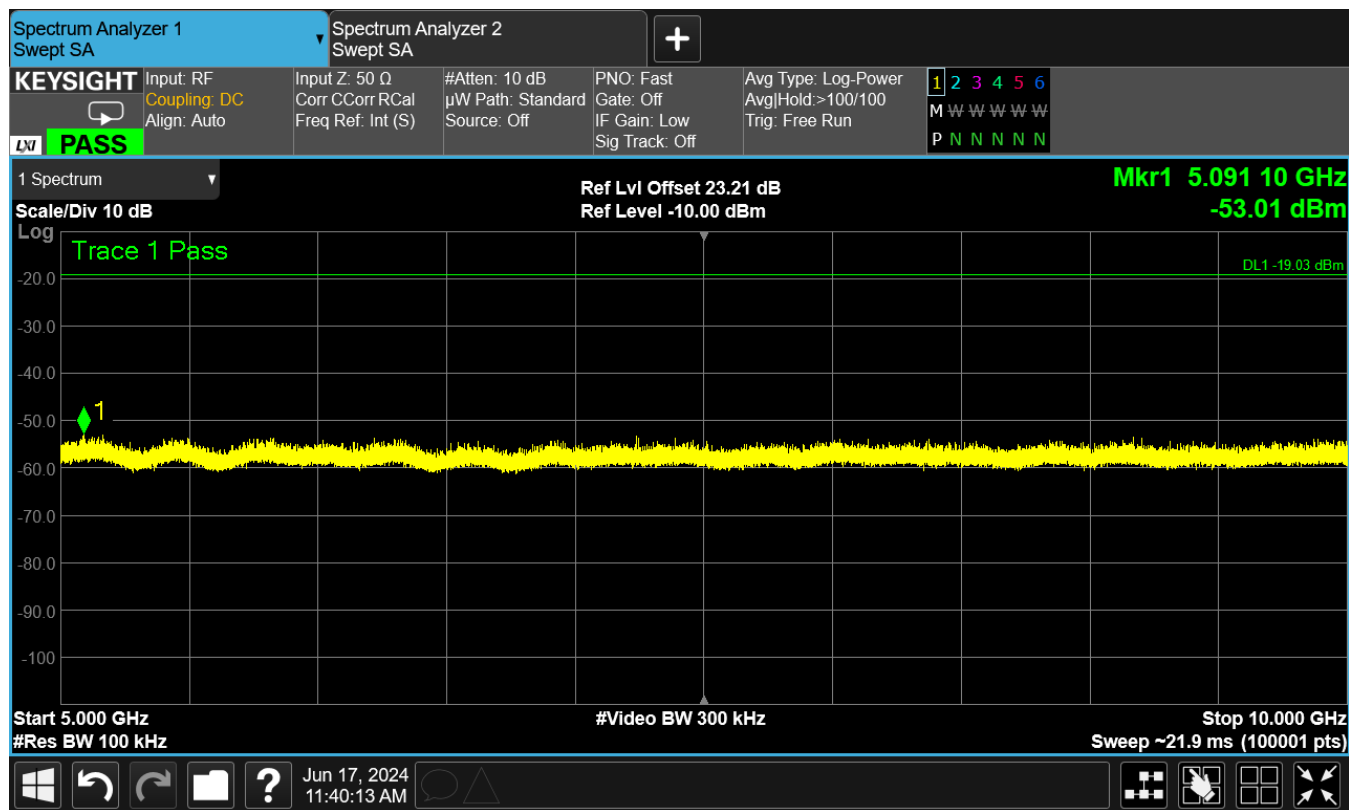 Spectrum Analyzer 1
Swept SA
Spectrum Analyzer 2
Swept SA
KEYSIGHT
LXI PASS
Input: RF
Coupling: DC
Align: Auto
Input Z: 50 Ω
Corr CCorr RCal
Freq Ref: Int (S)
#Atten: 10 dB
µW Path: Standard
Source: Off
PNO: Fast
Gate: Off
IF Gain: Low
Sig Track: Off
Avg Type: Log-Power
Avg|Hold:>100/100
Trig: Free Run
1 2 3 4 5 6
M W W W W W
P N N N N N
1 Spectrum
Scale/Div 10 dB
Log
Ref Lvl Offset 23.21 dB
Ref Level -10.00 dBm
Mkr1 5.091 10 GHz
-53.01 dBm
Trace 1 Pass
DL1 -19.03 dBm
-20.0
-30.0
-40.0
1
-50.0
-60.0
-70.0
-80.0
-90.0
-100
Start 5.000 GHz
#Res BW 100 kHz
#Video BW 300 kHz
Stop 10.000 GHz
Sweep ~21.9 ms (100001 pts)
?
Jun 17, 2024
11:40:13 AM